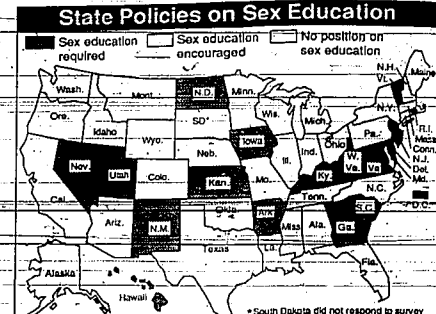 State Policies on Sex Education
Sex education required
Sex education encouraged
No position on sex education
Wash.
Mont.
N.D.
Minn.
N.H.
Vt.
Maine
Ore.
Idaho
Wyo.
SD*
Wis.
Mich.
N.Y.
Nev.
Utah
Colo.
Neb.
Iowa
Ill.
Ind.
Ohio
Pa.
R.I.
Mass.
Conn.
N.J.
Del.
Md.
D.C.
Cal.
Ariz.
N.M.
Kan.
Okla.
Mo.
Ark.
Ky.
W. Va.
Va.
Tenn.
N.C.
S.C.
Texas
La.
Miss
Ala.
Ga.
Fla.
Alaska
Hawaii
*South Dakota did not respond to survey